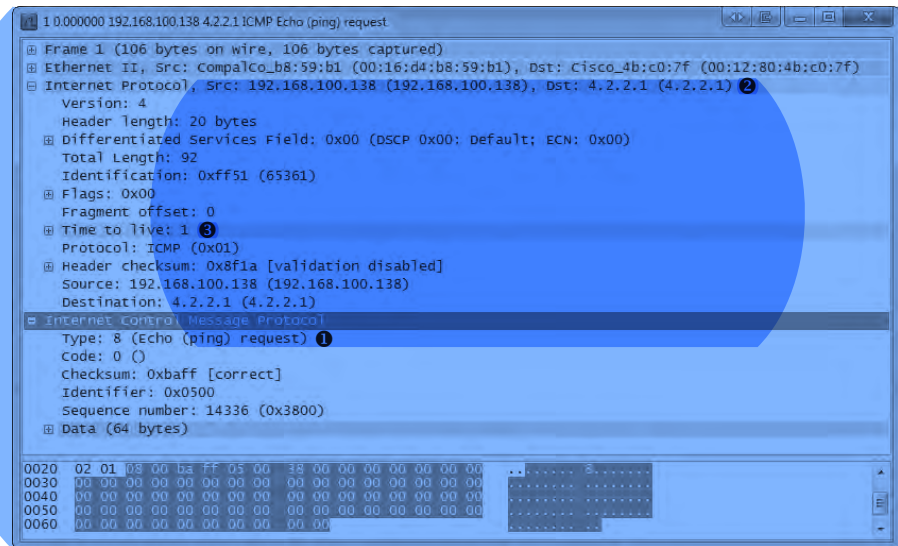 1 0.000000 192.168.100.138 4.2.2.1 ICMP Echo (ping) request
Frame 1 (106 bytes on wire, 106 bytes captured)
Ethernet II, Src: CompalCo_b8:59:b1 (00:16:d4:b8:59:b1), Dst: Cisco_4b:c0:7f (00:12:80:4b:c0:7f)
Internet Protocol, Src: 192.168.100.138 (192.168.100.138), Dst: 4.2.2.1 (4.2.2.1) ❷
Version: 4
Header length: 20 bytes
Differentiated Services Field: 0x00 (DSCP 0x00: Default; ECN: 0x00)
Total Length: 92
Identification: 0xff51 (65361)
Flags: 0x00
Fragment offset: 0
Time to live: 1 ❸
Protocol: ICMP (0x01)
Header checksum: 0x8f1a [validation disabled]
Source: 192.168.100.138 (192.168.100.138)
Destination: 4.2.2.1 (4.2.2.1)
Internet Control Message Protocol
Type: 8 (Echo (ping) request) ❶
Code: 0 ()
Checksum: 0xbaff [correct]
Identifier: 0x0500
Sequence number: 14336 (0x3800)
Data (64 bytes)
0020 02 01 08 00 ba ff 05 00 38 00 00 00 00 00 00 00 ........ 8.......
0030 00 00 00 00 00 00 00 00 00 00 00 00 00 00 00 00 ........ ........
0040 00 00 00 00 00 00 00 00 00 00 00 00 00 00 00 00 ........ ........
0050 00 00 00 00 00 00 00 00 00 00 00 00 00 00 00 00 ........ ........
0060 00 00 00 00 00 00 00 00 00 00 ........ ..